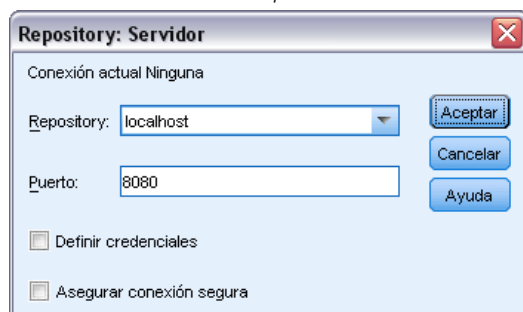 Repository: Servidor
Conexión actual Ninguna
Repository: localhost
Aceptar
Cancelar
Puerto: 8080
Ayuda
Definir credenciales
Asegurar conexión segura